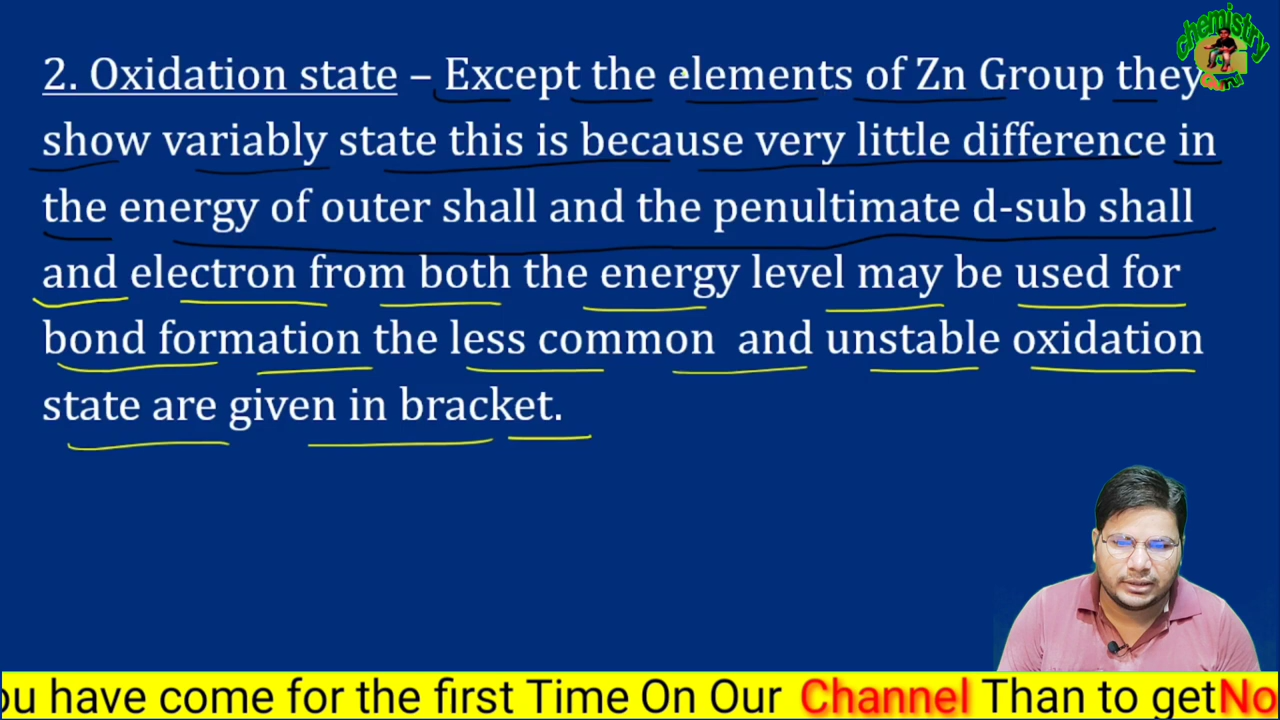 2. Oxidation state – Except the elements of Zn Group they
show variably state this is because very little difference in
the energy of outer shall and the penultimate d-sub shall
and electron from both the energy level may be used for
bond formation the less common and unstable oxidation
state are given in bracket.
chemistry
ou have come for the first Time On Our Channel Than to get No